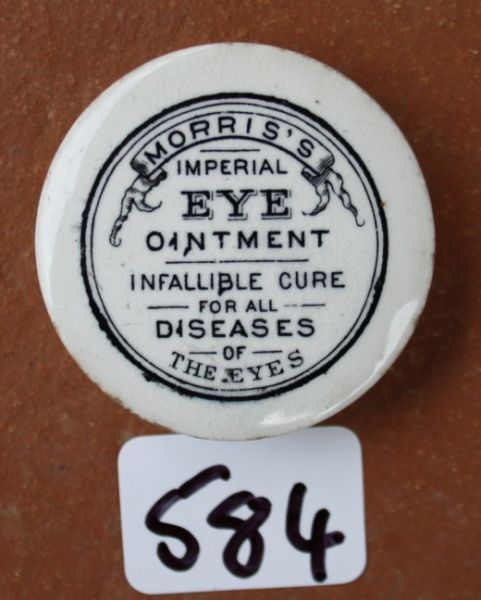 MORRIS'S
IMPERIAL
EYE
OINTMENT
INFALLIBLE CURE
FOR ALL
DISEASES
OF
THE EYES
584